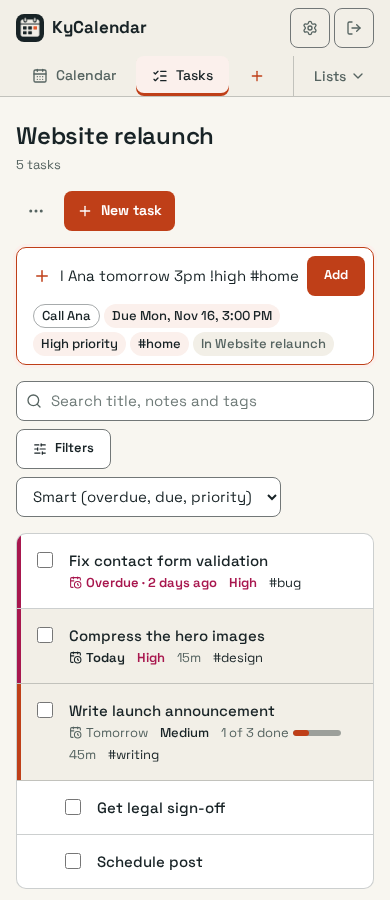 KyCalendar
Calendar
Tasks
Lists
Website relaunch
5 tasks
New task
l Ana tomorrow 3pm !high #home
Add
Call Ana
Due Mon, Nov 16, 3:00 PM
High priority
#home
In Website relaunch
Search title, notes and tags
Filters
Smart (overdue, due, priority)
Fix contact form validation
Overdue · 2 days ago High #bug
Compress the hero images
Today High 15m #design
Write launch announcement
Tomorrow Medium 1 of 3 done
45m #writing
Get legal sign-off
Schedule post